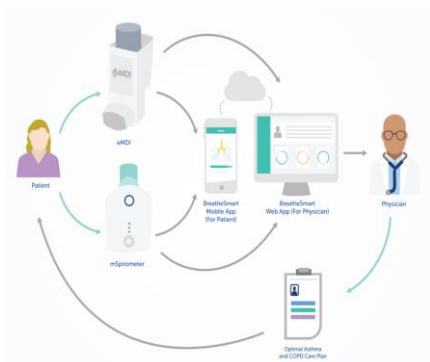 MDI
eMDI
Patient
BreatheSmart
Mobile App
(For Patient)
BreatheSmart
Web App (For Physician)
Physician
mSpirometer
Optimal Asthma
and COPD Care Plan